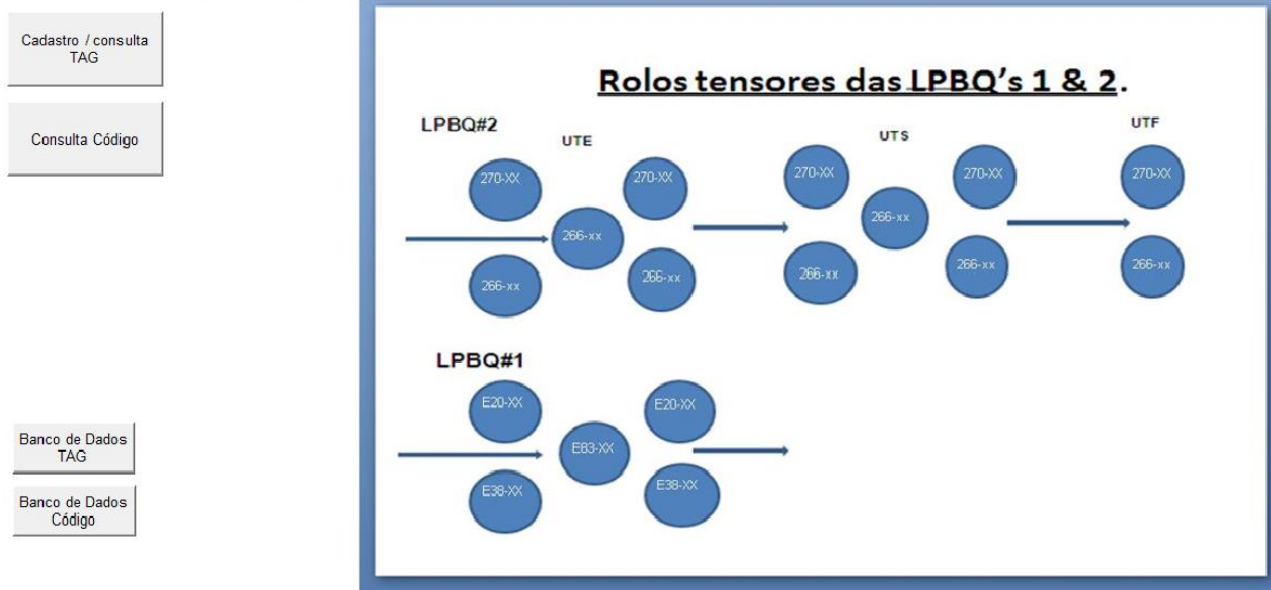 Cadastro / consulta
TAG
Consulta Código
Banco de Dados
TAG
Banco de Dados
Código
Rolos tensores das LPBQ's 1 & 2.
LPBQ#2
UTE
UTS
UTF
270-XX
270-XX
270-XX
270-XX
270-XX
266-xx
266-xx
266-xx
266-xx
266-xx
266-xx
266-xx
LPBQ#1
E20-XX
E20-XX
E83-XX
E38-XX
E38-XX